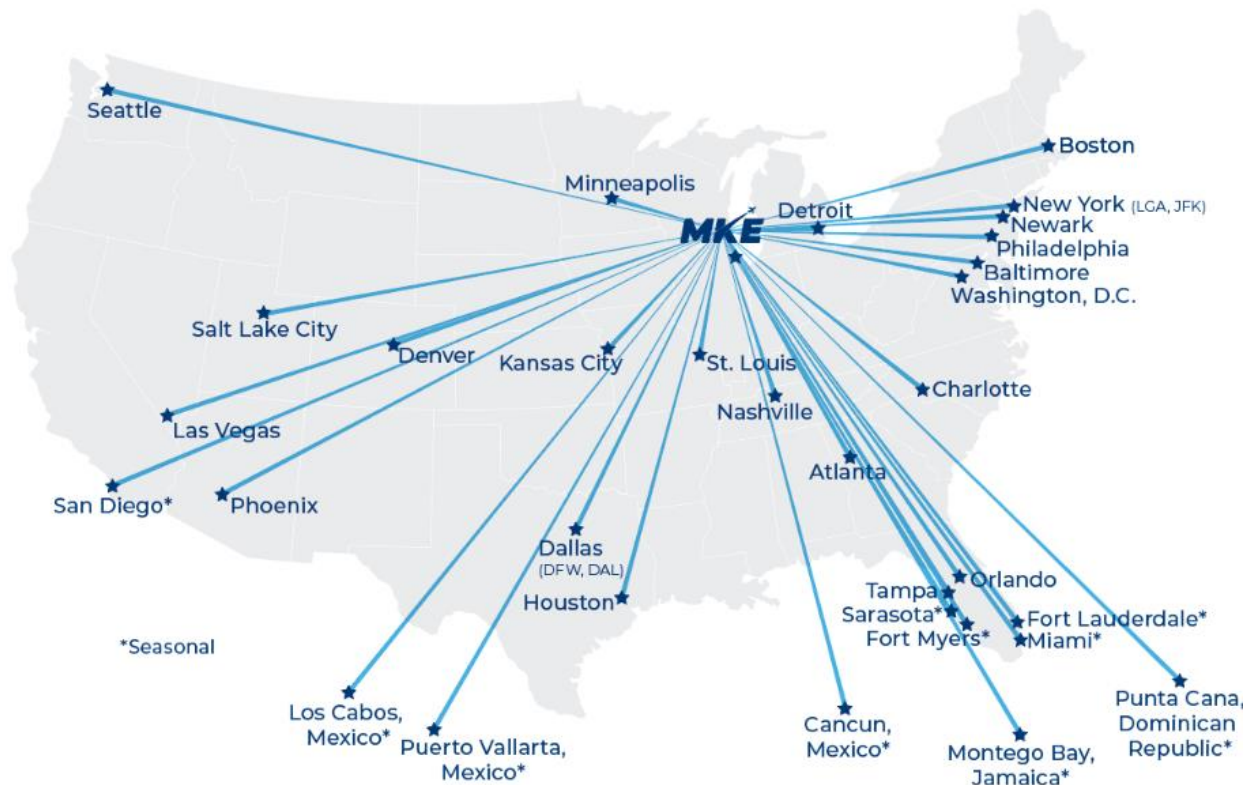 Seattle
Minneapolis
MKE
Detroit
Boston
New York (LGA, JFK)
Newark
Philadelphia
Baltimore
Washington, D.C.
Salt Lake City
Denver
Kansas City
St. Louis
Nashville
Charlotte
Las Vegas
San Diego*
Phoenix
Atlanta
Dallas
(DFW, DAL)
Houston
Orlando
Tampa
Sarasota*
Fort Myers*
Fort Lauderdale*
Miami*
*Seasonal
Los Cabos,
Mexico*
Puerto Vallarta,
Mexico*
Cancun,
Mexico*
Montego Bay,
Jamaica*
Punta Cana,
Dominican
Republic*